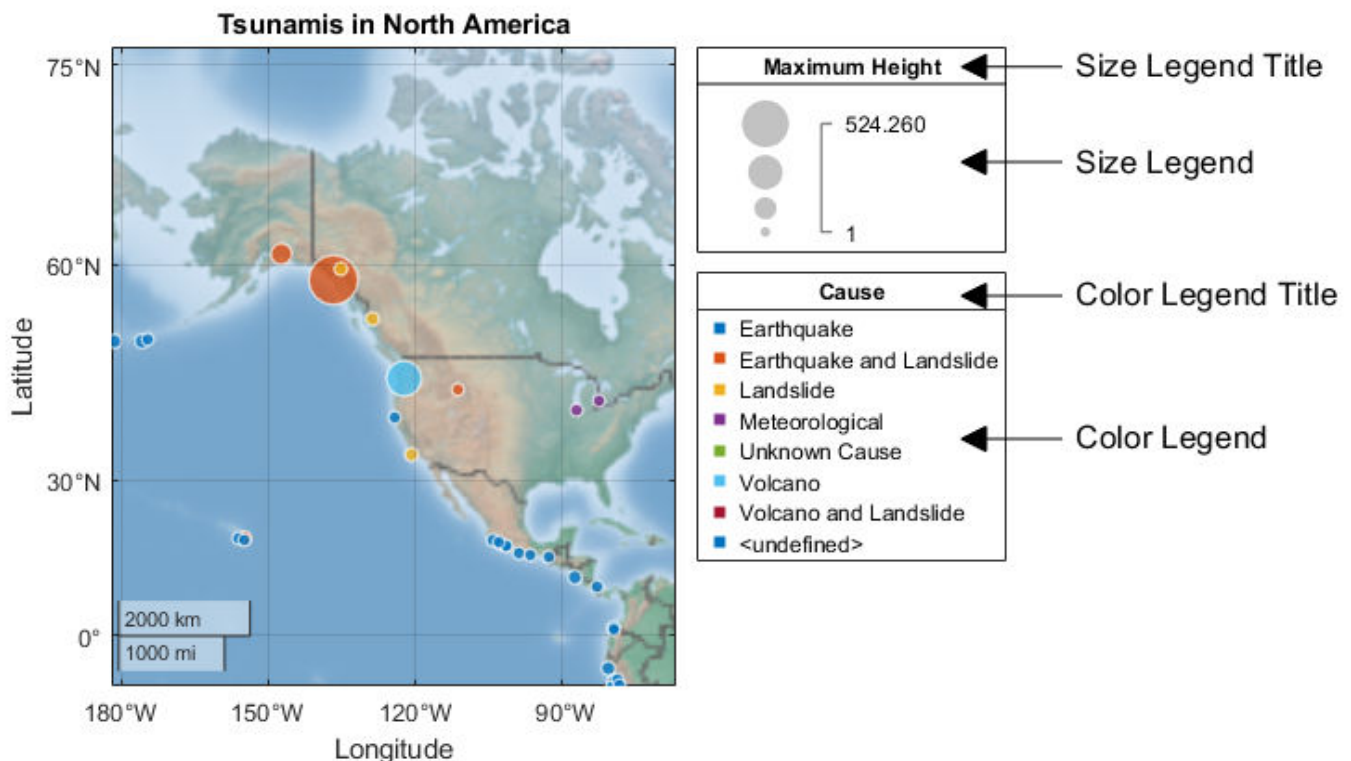 Tsunamis in North America
75°N
60°N
30°N
0°
Latitude
2000 km
1000 mi
180°W
150°W
120°W
90°W
Longitude
Maximum Height
524.260
1
Cause
Earthquake
Earthquake and Landslide
Landslide
Meteorological
Unknown Cause
Volcano
Volcano and Landslide
<undefined>
Size Legend Title
Size Legend
Color Legend Title
Color Legend